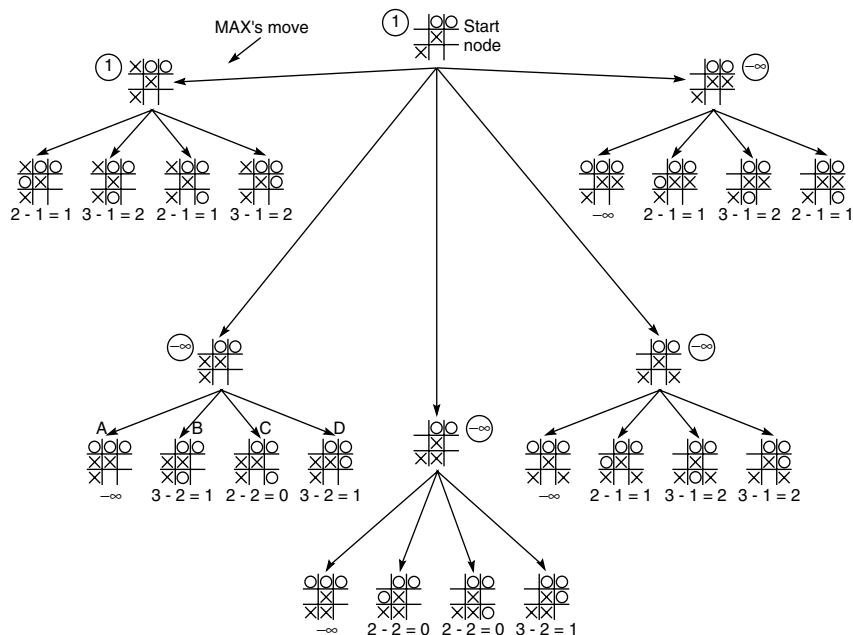 MAX's move
1
Start
node
1
−∞
2 - 1 = 1 3 - 1 = 2 2 - 1 = 1 3 - 1 = 2
−∞ 2 - 1 = 1 3 - 1 = 2 2 - 1 = 1
−∞
−∞
A B C D
−∞ 3 - 2 = 1 2 - 2 = 0 3 - 2 = 1
−∞
−∞ 2 - 1 = 1 3 - 1 = 2 3 - 1 = 2
−∞ 2 - 2 = 0 2 - 2 = 0 3 - 2 = 1